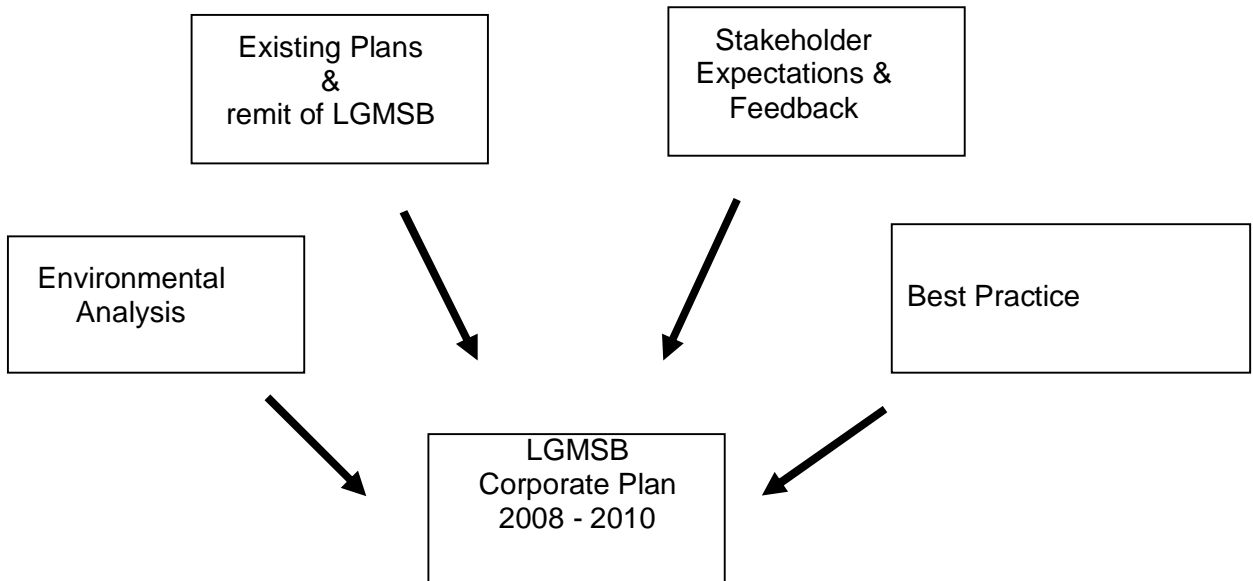 Existing Plans
&
remit of LGMSB
Stakeholder
Expectations &
Feedback
Environmental
Analysis
Best Practice
LGMSB
Corporate Plan
2008 - 2010